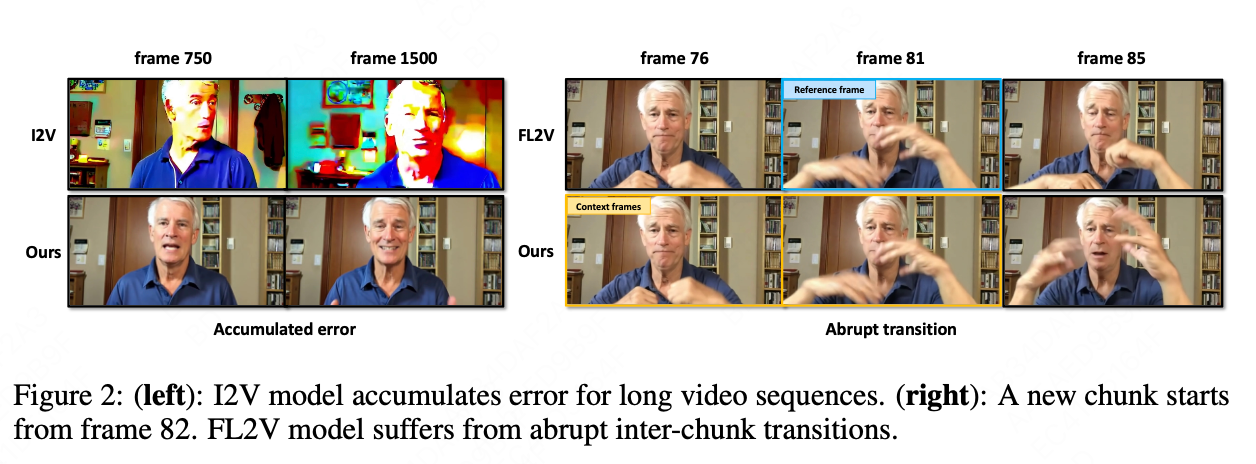 frame 750 frame 1500 frame 76 frame 81 frame 85
I2V FL2V Reference frame
Ours Ours Context frames
Accumulated error Abrupt transition
Figure 2: (left): I2V model accumulates error for long video sequences. (right): A new chunk starts
from frame 82. FL2V model suffers from abrupt inter-chunk transitions.